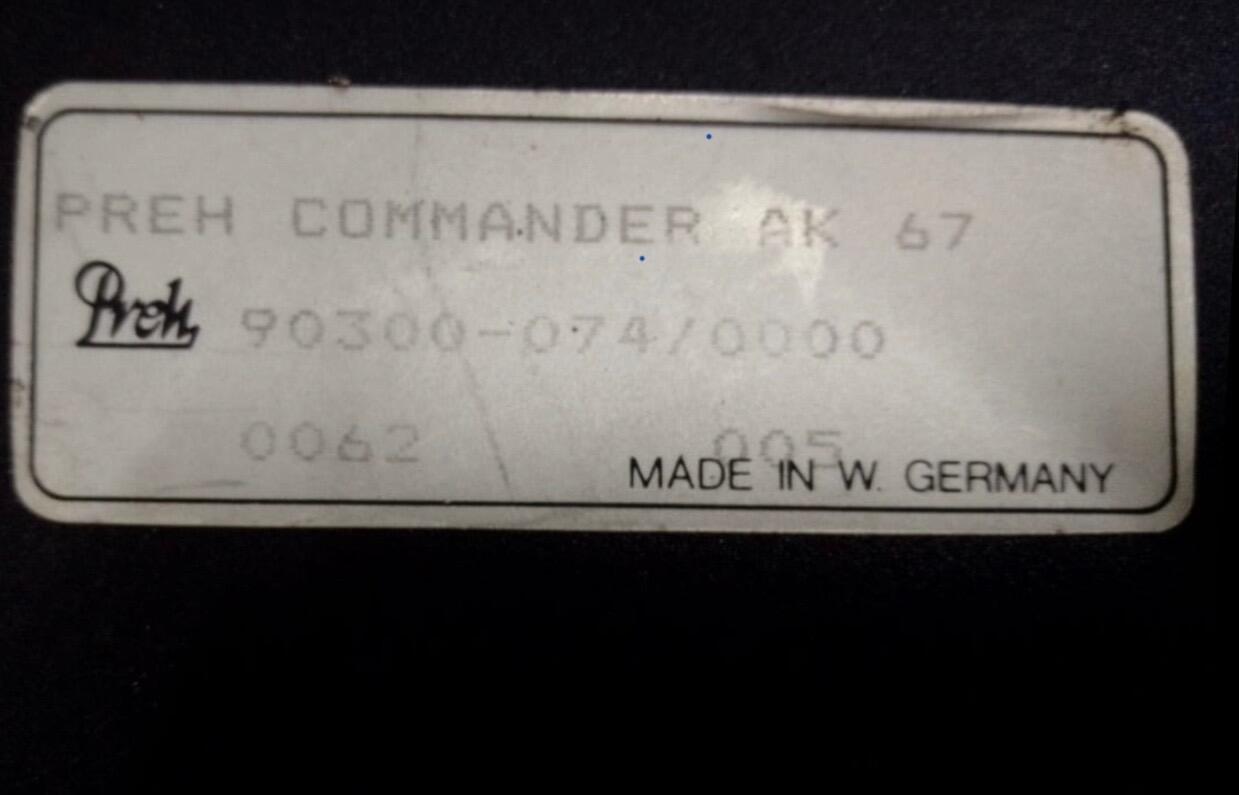 PREH COMMANDER AK 67
Preh 90300-074/0000
0062 005
MADE IN W. GERMANY